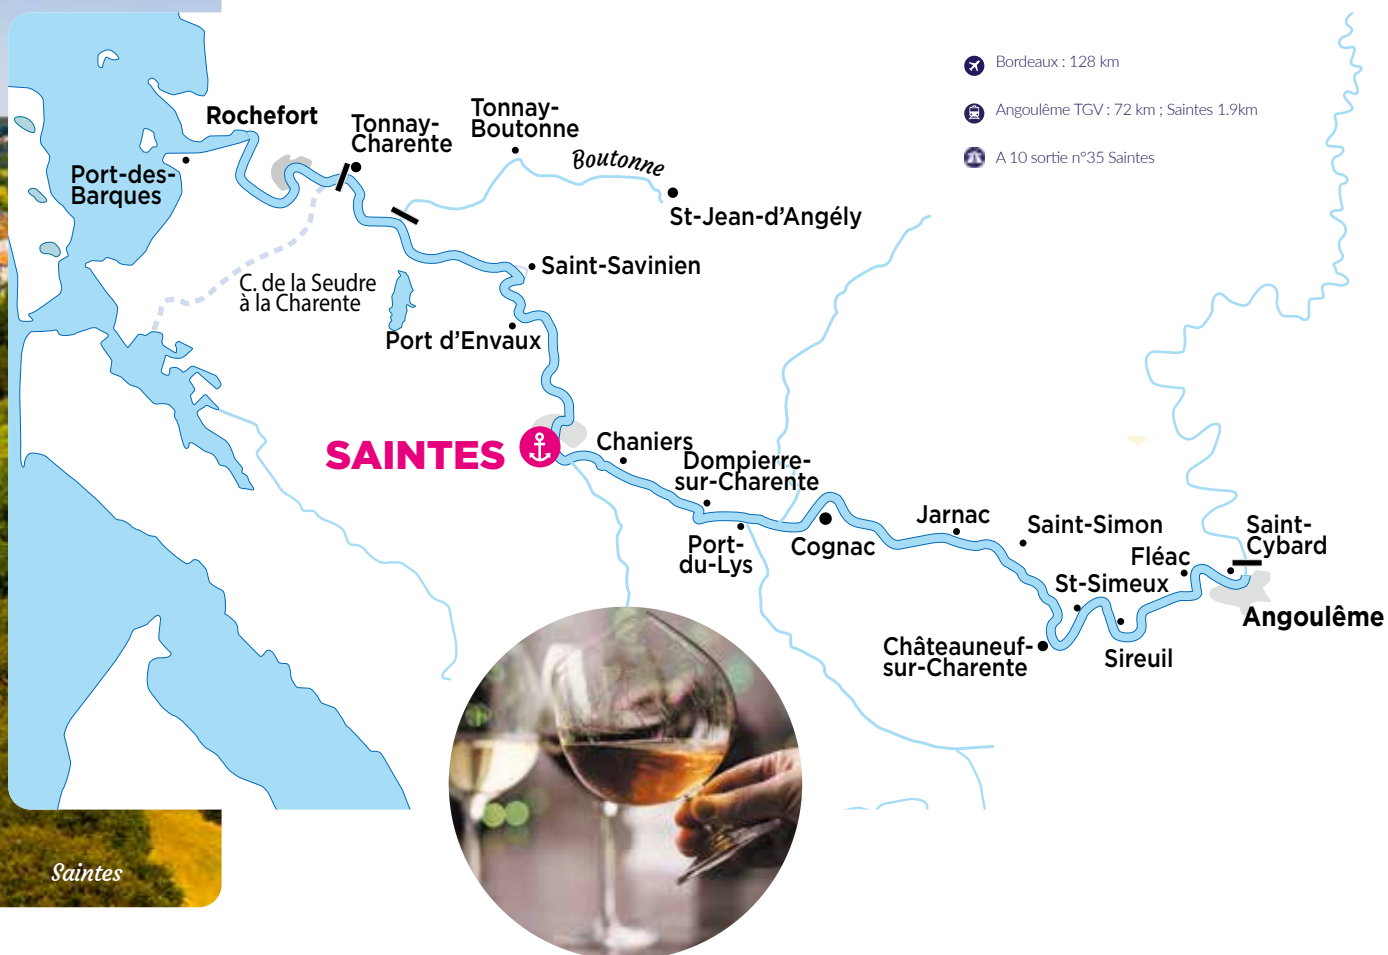 Bordeaux : 128 km
Angoulême TGV : 72 km ; Saintes 1.9km
A 10 sortie n°35 Saintes
Rochefort
Tonnay-
Charente
Tonnay-
Boutonne
Boutonne
Port-des-
Barques
St-Jean-d'Angély
Saint-Savinien
C. de la Seudre
à la Charente
Port d'Envaux
SAINTES
Chaniers
Dompierre-
sur-Charente
Port-
du-Lys
Cognac
Jarnac
Saint-Simon
Saint-
Cybard
Fléac
St-Simeux
Angoulême
Châteauneuf-
sur-Charente
Sireuil
Saintes